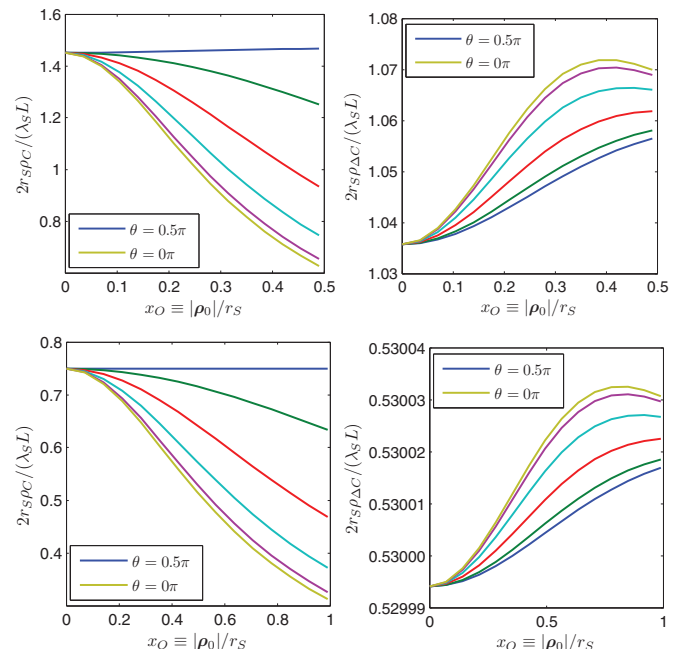 1.6
1.4
1.2
1
0.8
2r_Sρ_C/(λ_S L)
θ = 0.5π
θ = 0π
0 0.1 0.2 0.3 0.4 0.5
x_O ≡ |ρ_0|/r_S
1.08
1.07
1.06
1.05
1.04
1.03
2r_Sρ_ΔC/(λ_S L)
θ = 0.5π
θ = 0π
0 0.1 0.2 0.3 0.4 0.5
x_O ≡ |ρ_0|/r_S
0.8
0.7
0.6
0.5
0.4
2r_Sρ_C/(λ_S L)
θ = 0.5π
θ = 0π
0 0.2 0.4 0.6 0.8 1
x_O ≡ |ρ_0|/r_S
0.53004
0.53003
0.53002
0.53001
0.53000
0.52999
2r_Sρ_ΔC/(λ_S L)
θ = 0.5π
θ = 0π
0 0.5 1
x_O ≡ |ρ_0|/r_S